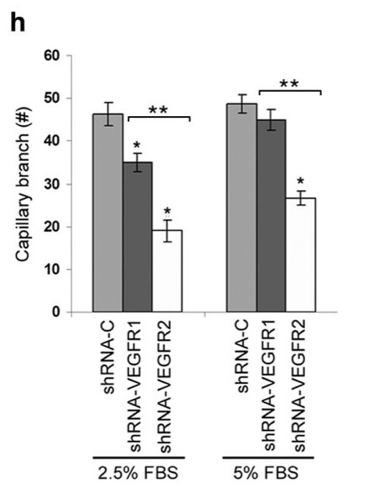 h
Capillary branch (#)
60
50
40
30
20
10
0
**
*
*
**
*
shRNA-C
shRNA-VEGFR1
shRNA-VEGFR2
shRNA-C
shRNA-VEGFR1
shRNA-VEGFR2
2.5% FBS
5% FBS